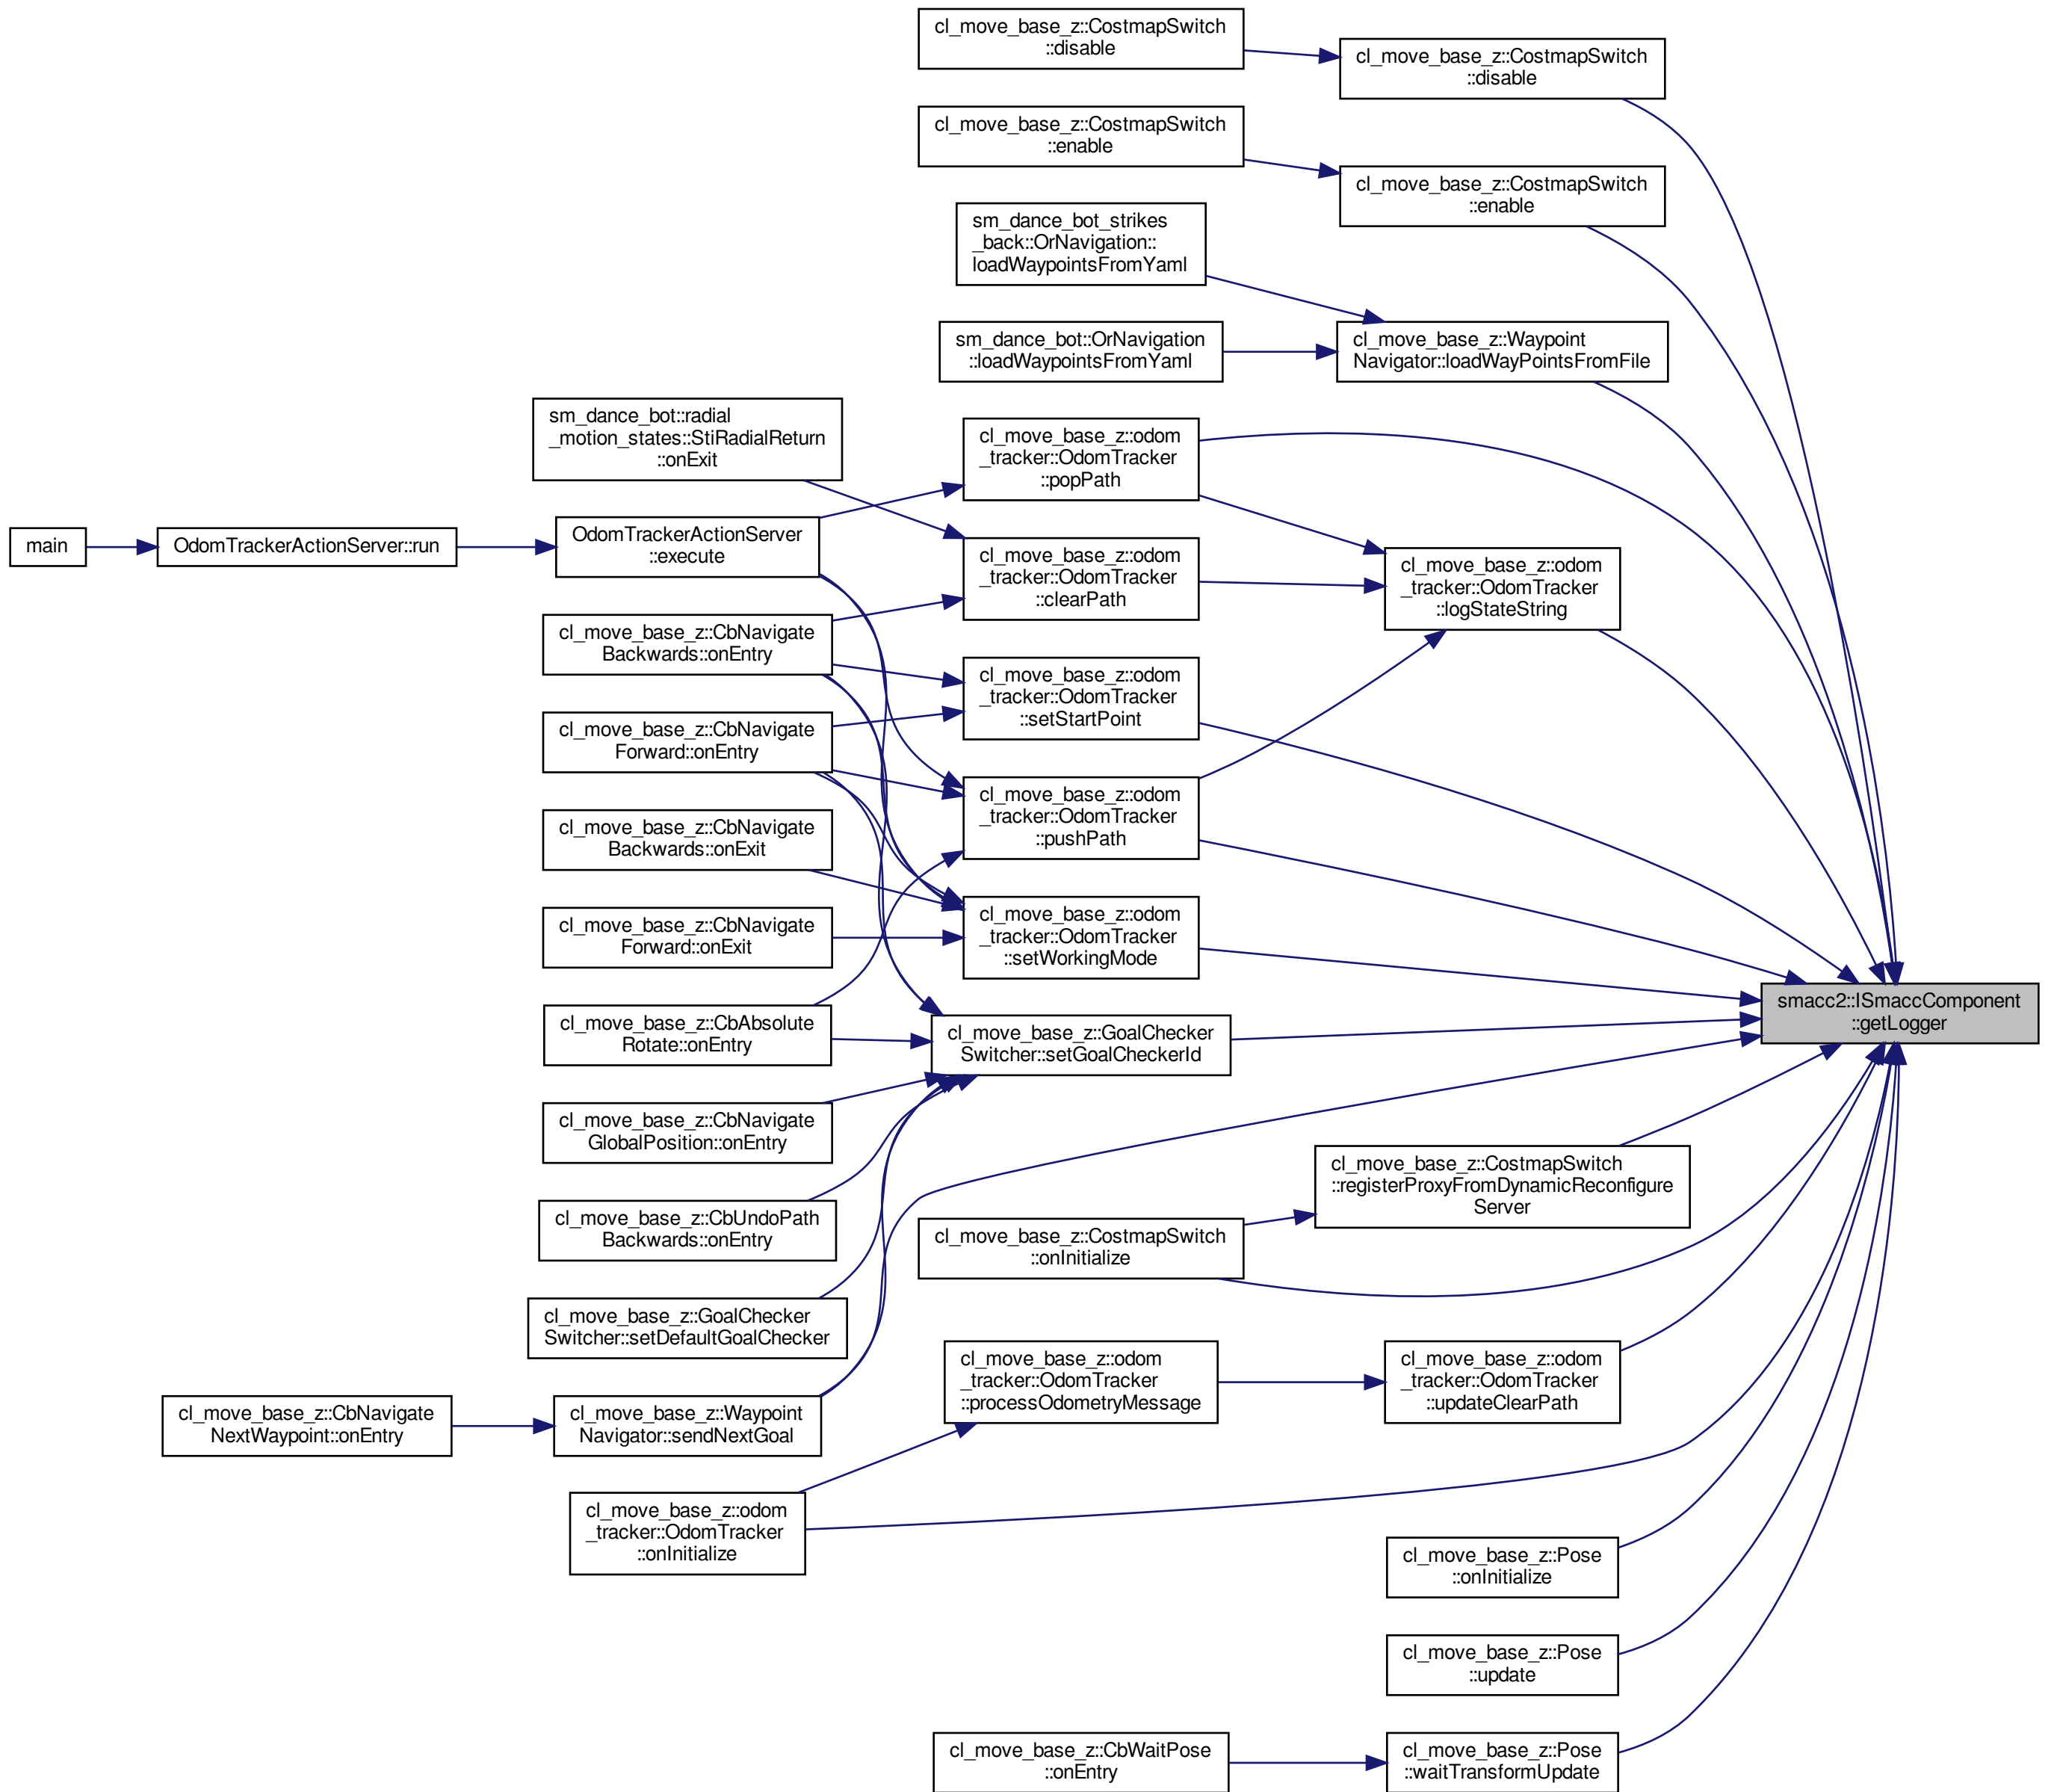 cl_move_base_z::CostmapSwitch
::disable
cl_move_base_z::CostmapSwitch
::disable
cl_move_base_z::CostmapSwitch
::enable
cl_move_base_z::CostmapSwitch
::enable
sm_dance_bot_strikes
_back::OrNavigation::
loadWaypointsFromYaml
sm_dance_bot::OrNavigation
::loadWaypointsFromYaml
cl_move_base_z::Waypoint
Navigator::loadWayPointsFromFile
sm_dance_bot::radial
_motion_states::StiRadialReturn
::onExit
cl_move_base_z::odom
_tracker::OdomTracker
::popPath
main
OdomTrackerActionServer::run
OdomTrackerActionServer
::execute
cl_move_base_z::odom
_tracker::OdomTracker
::clearPath
cl_move_base_z::odom
_tracker::OdomTracker
::logStateString
cl_move_base_z::CbNavigate
Backwards::onEntry
cl_move_base_z::odom
_tracker::OdomTracker
::setStartPoint
cl_move_base_z::CbNavigate
Forward::onEntry
cl_move_base_z::odom
_tracker::OdomTracker
::pushPath
cl_move_base_z::CbNavigate
Backwards::onExit
cl_move_base_z::CbNavigate
Forward::onExit
cl_move_base_z::odom
_tracker::OdomTracker
::setWorkingMode
smacc2::ISmaccComponent
::getLogger
cl_move_base_z::CbAbsolute
Rotate::onEntry
cl_move_base_z::GoalChecker
Switcher::setGoalCheckerId
cl_move_base_z::CbNavigate
GlobalPosition::onEntry
cl_move_base_z::CostmapSwitch
::registerProxyFromDynamicReconfigure
Server
cl_move_base_z::CbUndoPath
Backwards::onEntry
cl_move_base_z::CostmapSwitch
::onInitialize
cl_move_base_z::GoalChecker
Switcher::setDefaultGoalChecker
cl_move_base_z::odom
_tracker::OdomTracker
::processOdometryMessage
cl_move_base_z::odom
_tracker::OdomTracker
::updateClearPath
cl_move_base_z::CbNavigate
NextWaypoint::onEntry
cl_move_base_z::Waypoint
Navigator::sendNextGoal
cl_move_base_z::odom
_tracker::OdomTracker
::onInitialize
cl_move_base_z::Pose
::onInitialize
cl_move_base_z::Pose
::update
cl_move_base_z::CbWaitPose
::onEntry
cl_move_base_z::Pose
::waitTransformUpdate